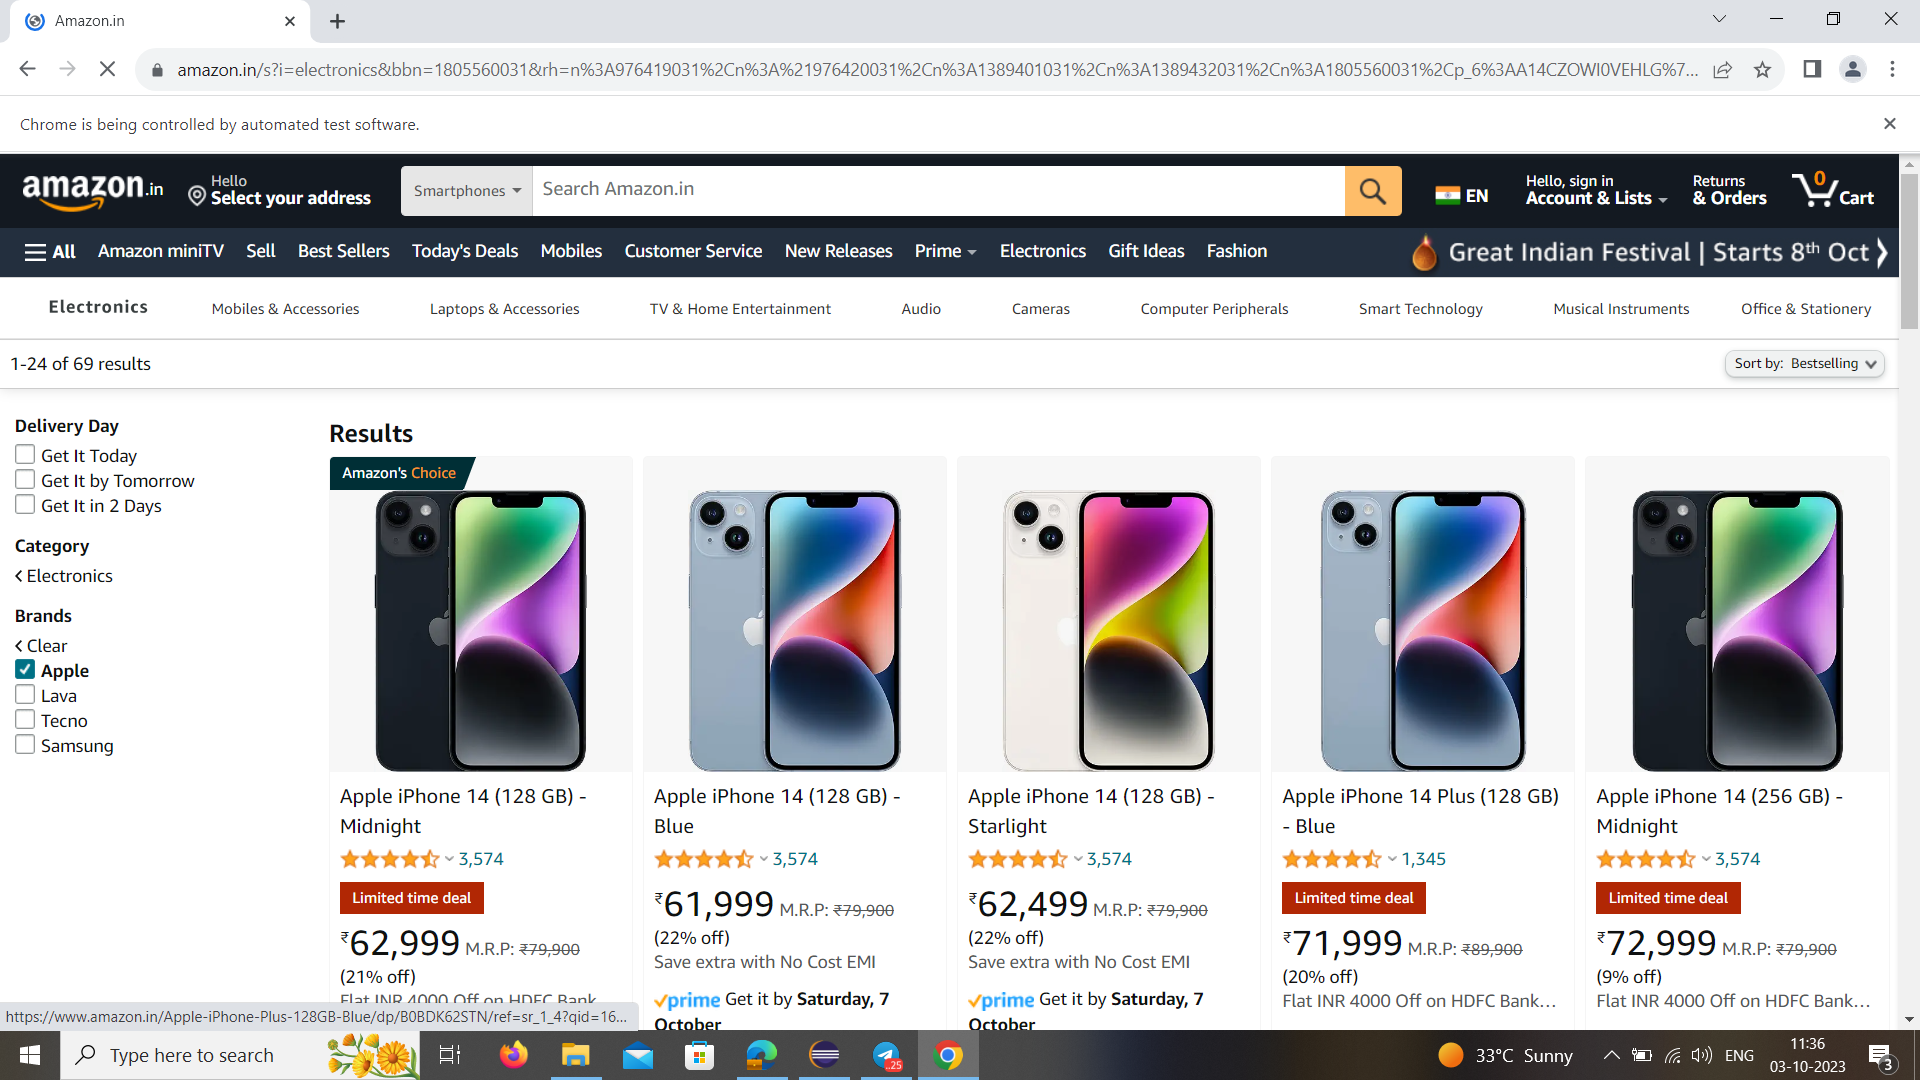 Amazon.in
amazon.in/s?i=electronics&bbn=1805560031&rh=n%3A976419031%2Cn%3A%21976420031%2Cn%3A1389401031%2Cn%3A1389432031%2Cn%3A1805560031%2Cp_6%3AA14CZOWI0VEHLG%7...
Chrome is being controlled by automated test software.
amazon.in
Hello
Select your address
Smartphones
Search Amazon.in
EN
Hello, sign in
Account & Lists
Returns
& Orders
0
Cart
All
Amazon miniTV
Sell
Best Sellers
Today's Deals
Mobiles
Customer Service
New Releases
Prime
Electronics
Gift Ideas
Fashion
Great Indian Festival | Starts 8th Oct
Electronics
Mobiles & Accessories
Laptops & Accessories
TV & Home Entertainment
Audio
Cameras
Computer Peripherals
Smart Technology
Musical Instruments
Office & Stationery
1-24 of 69 results
Sort by: Bestselling
Delivery Day
Get It Today
Get It by Tomorrow
Get It in 2 Days
Category
Electronics
Brands
Clear
Apple
Lava
Tecno
Samsung
Results
Amazon's Choice
Apple iPhone 14 (128 GB) -
Midnight
3,574
Limited time deal
₹62,999 M.R.P: ₹79,900
(21% off)
Flat INR 4000 Off on HDFC Bank
Apple iPhone 14 (128 GB) -
Blue
3,574
₹61,999 M.R.P: ₹79,900
(22% off)
Save extra with No Cost EMI
prime Get it by Saturday, 7
October
Apple iPhone 14 (128 GB) -
Starlight
3,574
₹62,499 M.R.P: ₹79,900
(22% off)
Save extra with No Cost EMI
prime Get it by Saturday, 7
October
Apple iPhone 14 Plus (128 GB)
- Blue
1,345
Limited time deal
₹71,999 M.R.P: ₹89,900
(20% off)
Flat INR 4000 Off on HDFC Bank...
Apple iPhone 14 (256 GB) -
Midnight
3,574
Limited time deal
₹72,999 M.R.P: ₹79,900
(9% off)
Flat INR 4000 Off on HDFC Bank...
https://www.amazon.in/Apple-iPhone-Plus-128GB-Blue/dp/B0BDK62STN/ref=sr_1_4?qid=16...
Type here to search
..25
33°C Sunny
ENG
11:36
03-10-2023
3